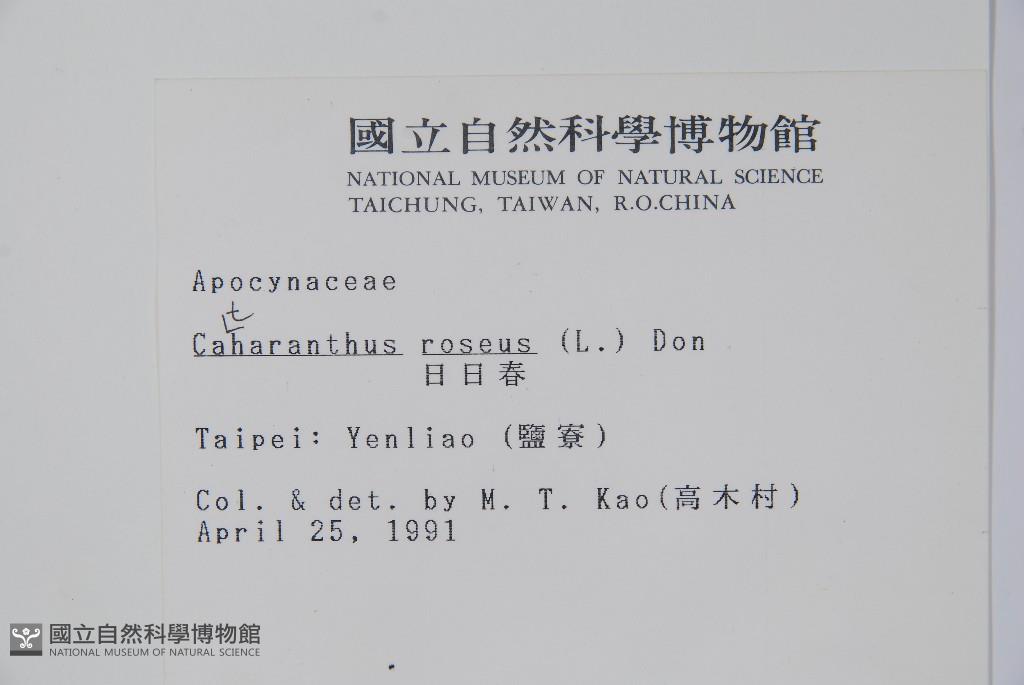 國立自然科學博物館
NATIONAL MUSEUM OF NATURAL SCIENCE
TAICHUNG, TAIWAN, R.O.CHINA
Apocynaceae
t
Caharanthus roseus (L.) Don
日日春
Taipei: Yenliao (鹽寮)
Col. & det. by M. T. Kao(高木村)
April 25, 1991
國立自然科學博物館
NATIONAL MUSEUM OF NATURAL SCIENCE